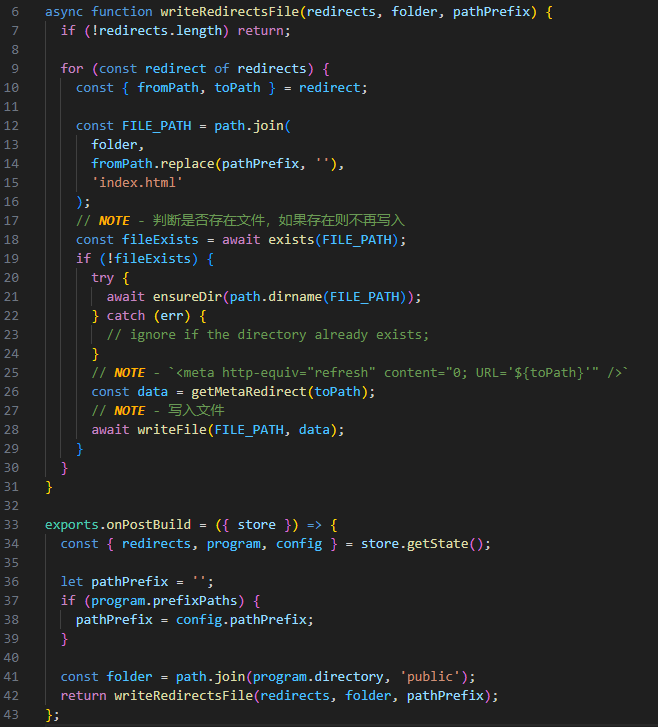 6 async function writeRedirectsFile(redirects, folder, pathPrefix) {
7   if (!redirects.length) return;
8
9   for (const redirect of redirects) {
10     const { fromPath, toPath } = redirect;
11
12     const FILE_PATH = path.join(
13       folder,
14       fromPath.replace(pathPrefix, ''),
15       'index.html'
16     );
17     // NOTE - 判断是否存在文件，如果存在则不再写入
18     const fileExists = await exists(FILE_PATH);
19     if (!fileExists) {
20       try {
21         await ensureDir(path.dirname(FILE_PATH));
22       } catch (err) {
23         // ignore if the directory already exists;
24       }
25       // NOTE - `<meta http-equiv="refresh" content="0; URL='${toPath}'" />`
26       const data = getMetaRedirect(toPath);
27       // NOTE - 写入文件
28       await writeFile(FILE_PATH, data);
29     }
30   }
31 }
32
33 exports.onPostBuild = ({ store }) => {
34   const { redirects, program, config } = store.getState();
35
36   let pathPrefix = '';
37   if (program.prefixPaths) {
38     pathPrefix = config.pathPrefix;
39   }
40
41   const folder = path.join(program.directory, 'public');
42   return writeRedirectsFile(redirects, folder, pathPrefix);
43 };